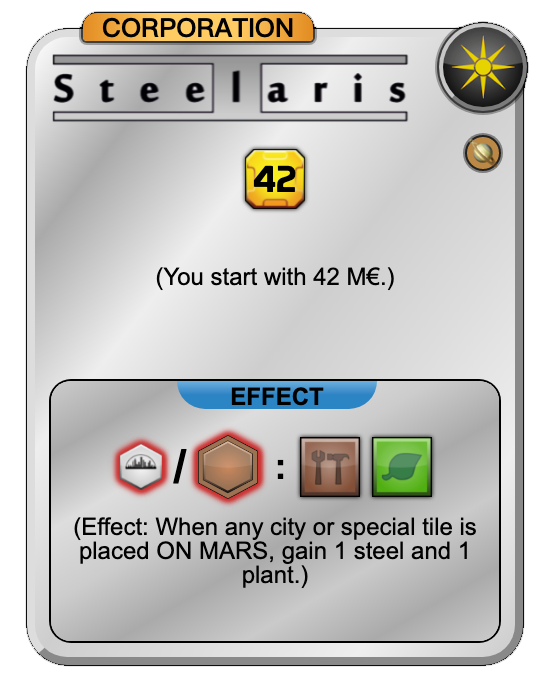 CORPORATION
Steelaris
42
(You start with 42 M€.)
EFFECT
/ :
(Effect: When any city or special tile is
placed ON MARS, gain 1 steel and 1
plant.)